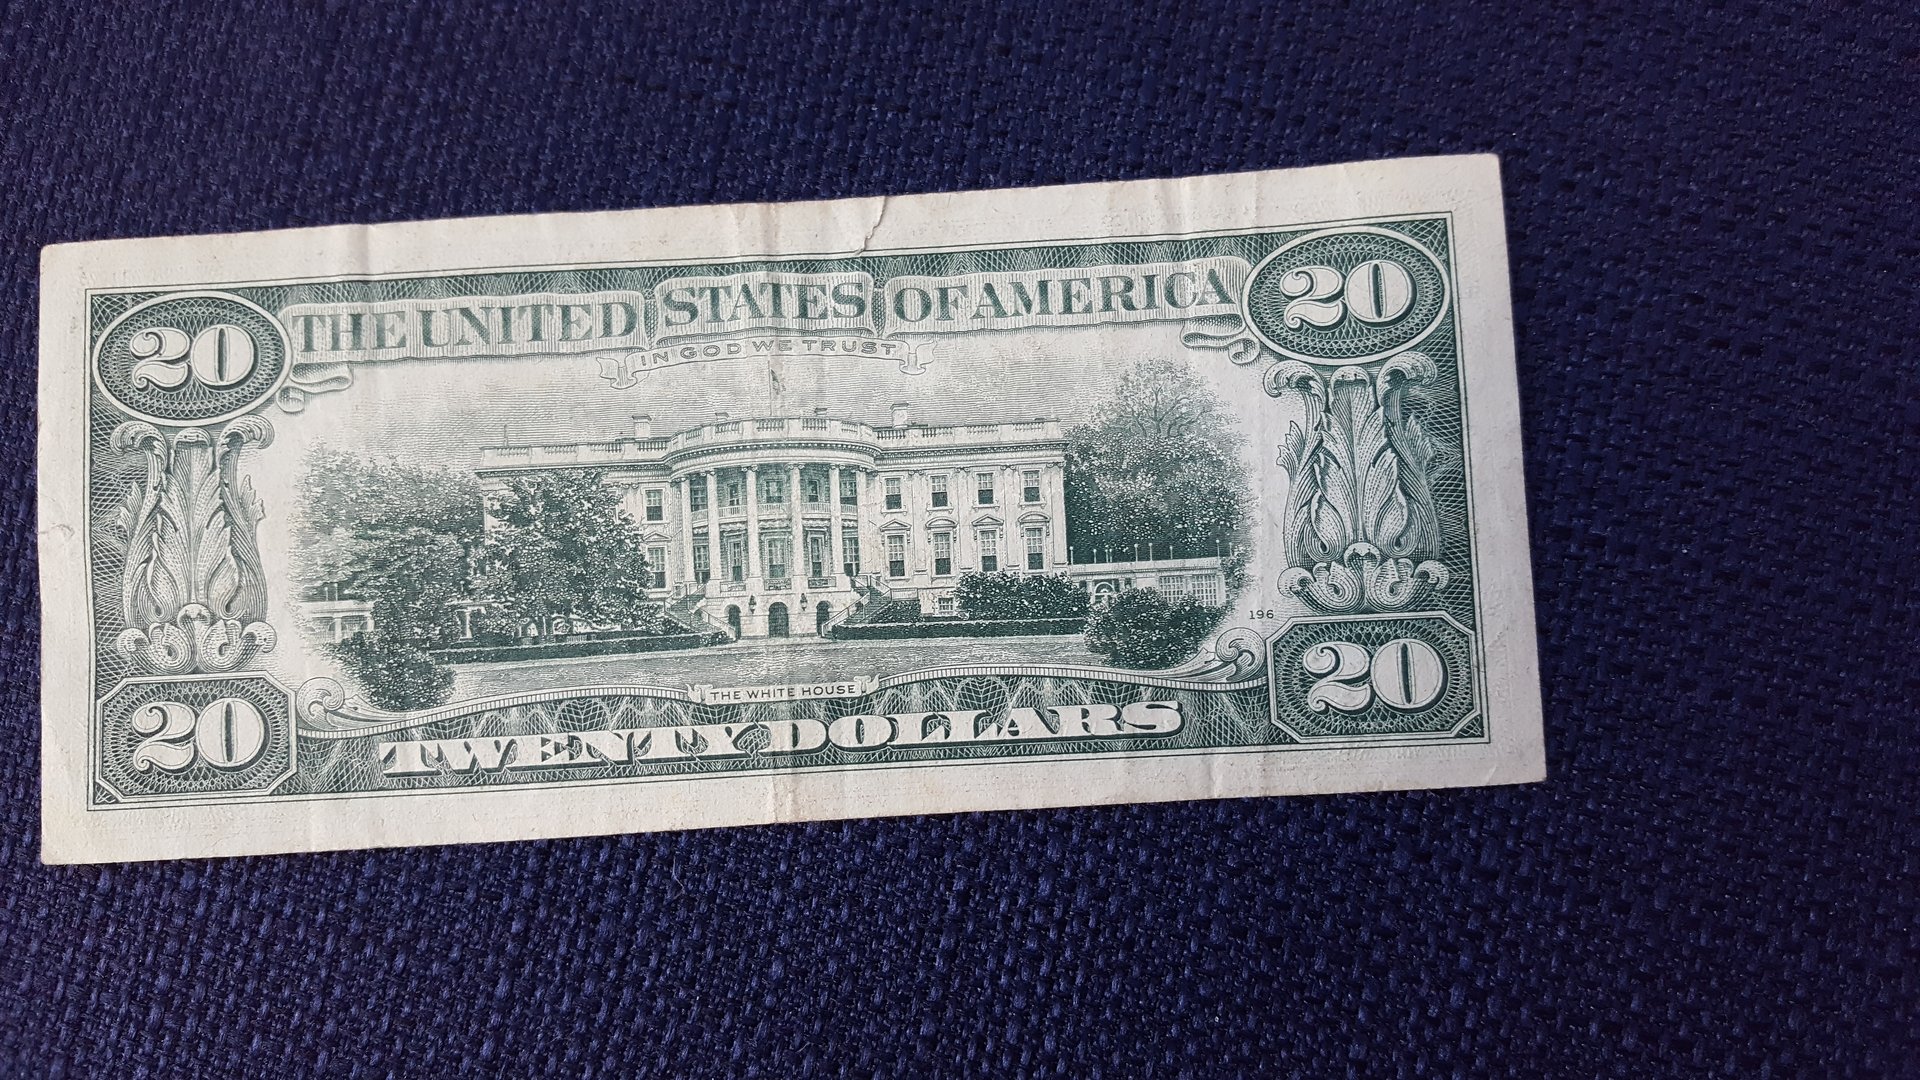 20 THE UNITED STATES OF AMERICA 20
IN GOD WE TRUST
196
THE WHITE HOUSE
20 TWENTY DOLLARS 20